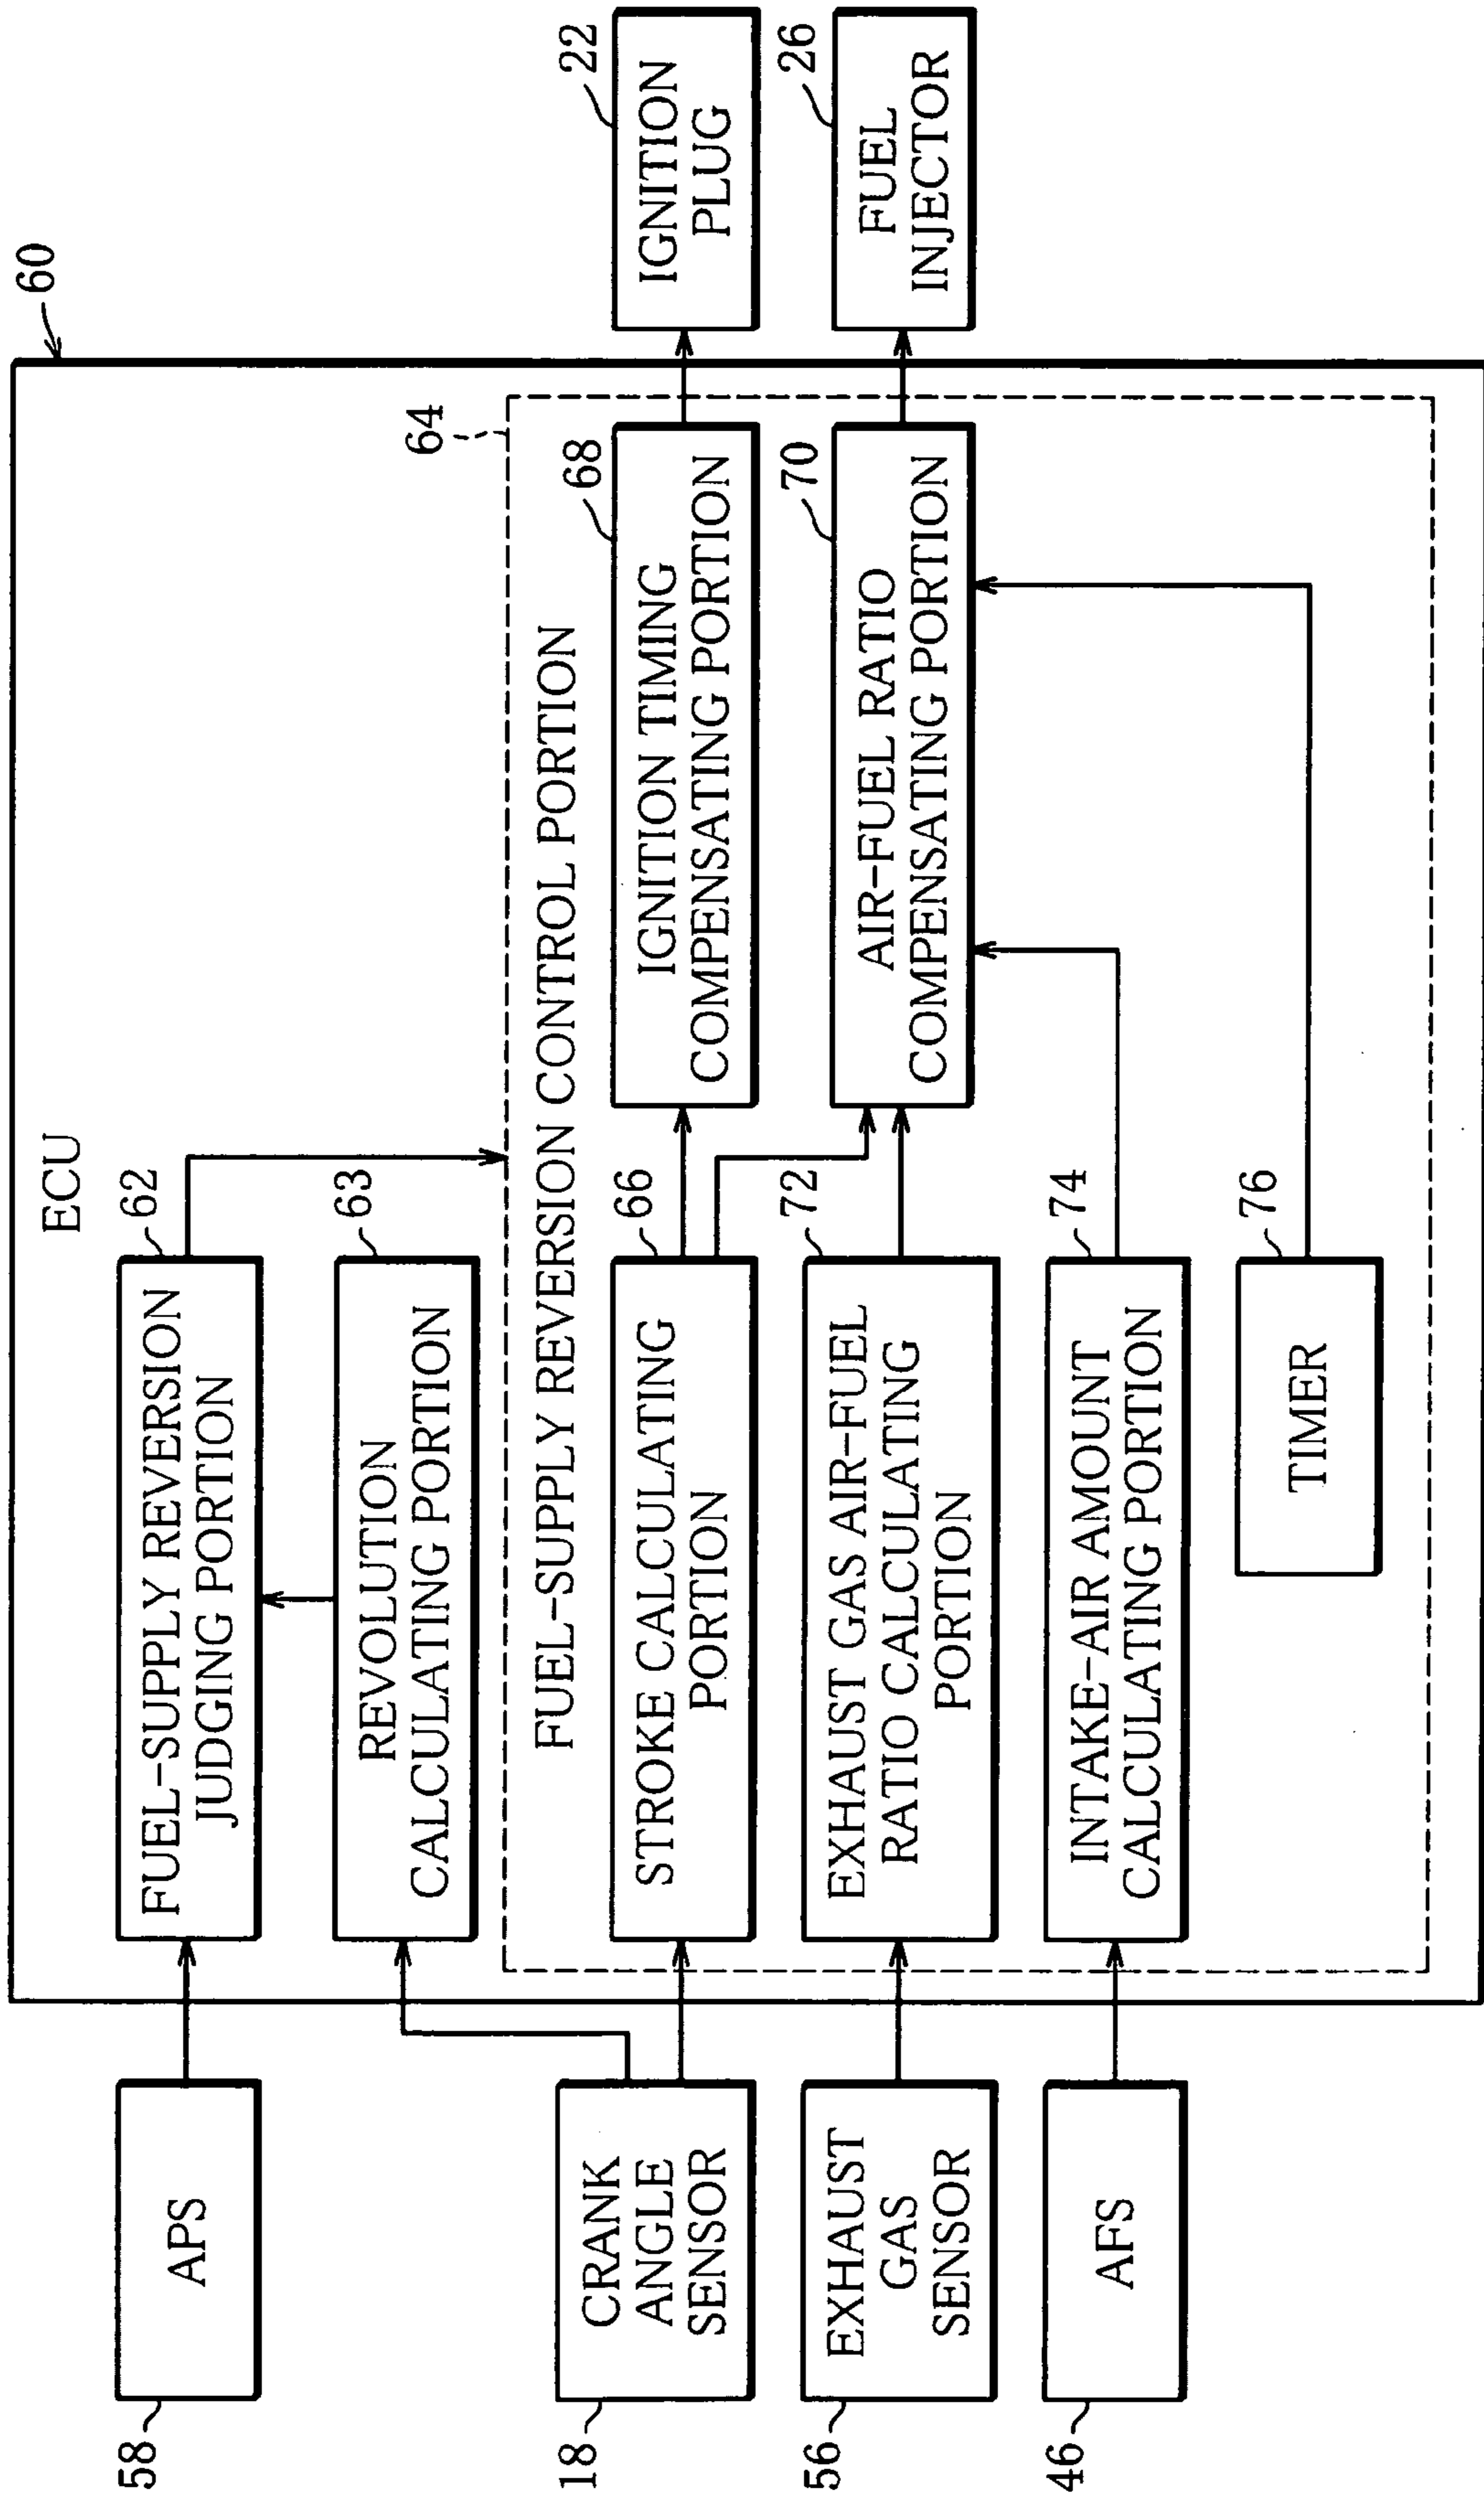 60
ECU
58
APS
62
FUEL-SUPPLY REVERSION
JUDGING PORTION
63
REVOLUTION
CALCULATING PORTION
64
FUEL-SUPPLY REVERSION CONTROL PORTION
18
CRANK
ANGLE
SENSOR
66
STROKE CALCULATING
PORTION
68
IGNITION TIMING
COMPENSATING PORTION
22
IGNITION
PLUG
56
EXHAUST
GAS
SENSOR
72
EXHAUST GAS AIR-FUEL
RATIO CALCULATING
PORTION
70
AIR-FUEL RATIO
COMPENSATING PORTION
26
FUEL
INJECTOR
46
AFS
74
INTAKE-AIR AMOUNT
CALCULATING PORTION
76
TIMER